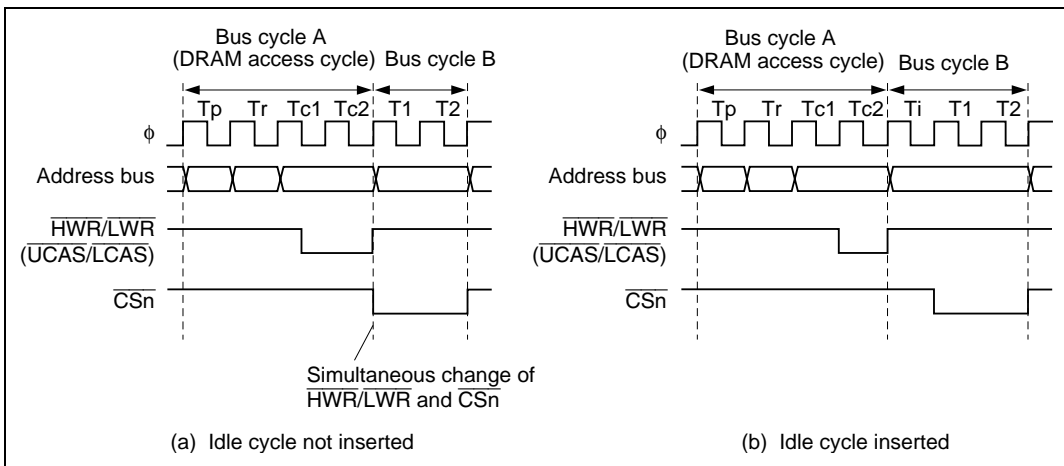 Bus cycle A
(DRAM access cycle)
Bus cycle B
Tp Tr Tc1 Tc2 T1 T2
ϕ
Address bus
HWR/LWR
(UCAS/LCAS)
CSn
Simultaneous change of
HWR/LWR and CSn
(a) Idle cycle not inserted
Bus cycle A
(DRAM access cycle)
Bus cycle B
Tp Tr Tc1 Tc2 Ti T1 T2
ϕ
Address bus
HWR/LWR
(UCAS/LCAS)
CSn
(b) Idle cycle inserted